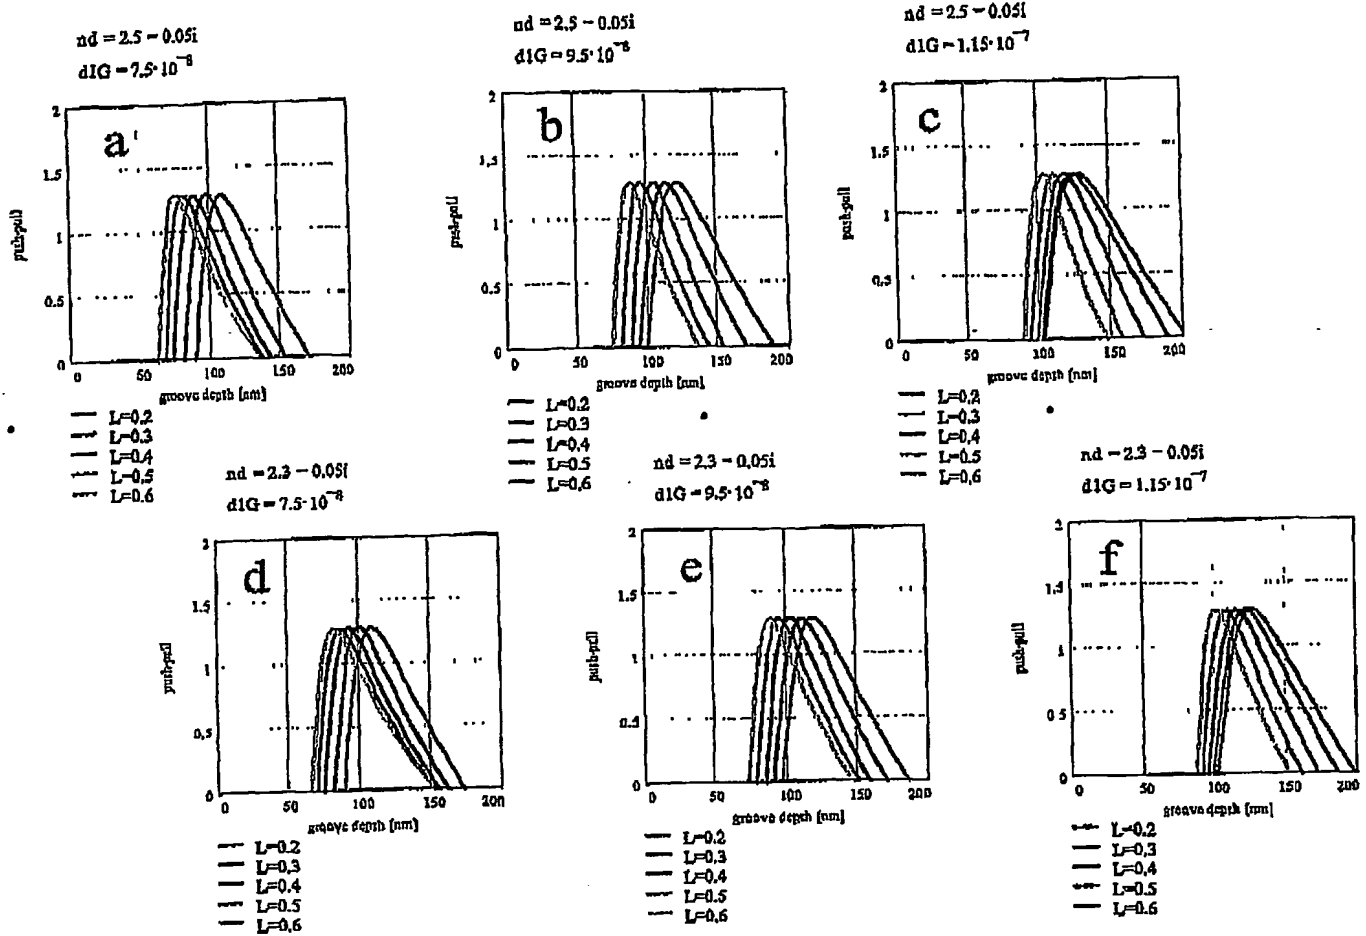 nd = 2.5 − 0.05i
d1G = 7.5·10⁻⁸
a
push-pull
2
1.5
1
0.5
0
0 50 100 150 200
groove depth [nm]
L=0.2
L=0.3
L=0.4
L=0.5
L=0.6
nd = 2.5 − 0.05i
d1G = 9.5·10⁻⁸
b
push-pull
2
1.5
1
0.5
0
0 50 100 150 200
groove depth [nm]
L=0.2
L=0.3
L=0.4
L=0.5
L=0.6
nd = 2.5 − 0.05i
d1G = 1.15·10⁻⁷
c
push-pull
2
1.5
1
0.5
0
0 50 100 150 200
groove depth [nm]
L=0.2
L=0.3
L=0.4
L=0.5
L=0.6
nd = 2.3 − 0.05i
d1G = 7.5·10⁻⁸
d
push-pull
2
1.5
1
0.5
0
0 50 100 150 200
groove depth [nm]
L=0.2
L=0.3
L=0.4
L=0.5
L=0.6
nd = 2.3 − 0.05i
d1G = 9.5·10⁻⁸
e
push-pull
2
1.5
1
0.5
0
0 50 100 150 200
groove depth [nm]
L=0.2
L=0.3
L=0.4
L=0.5
L=0.6
nd = 2.3 − 0.05i
d1G = 1.15·10⁻⁷
f
push-pull
2
1.5
1
0.5
0
0 50 100 150 200
groove depth [nm]
L=0.2
L=0.3
L=0.4
L=0.5
L=0.6